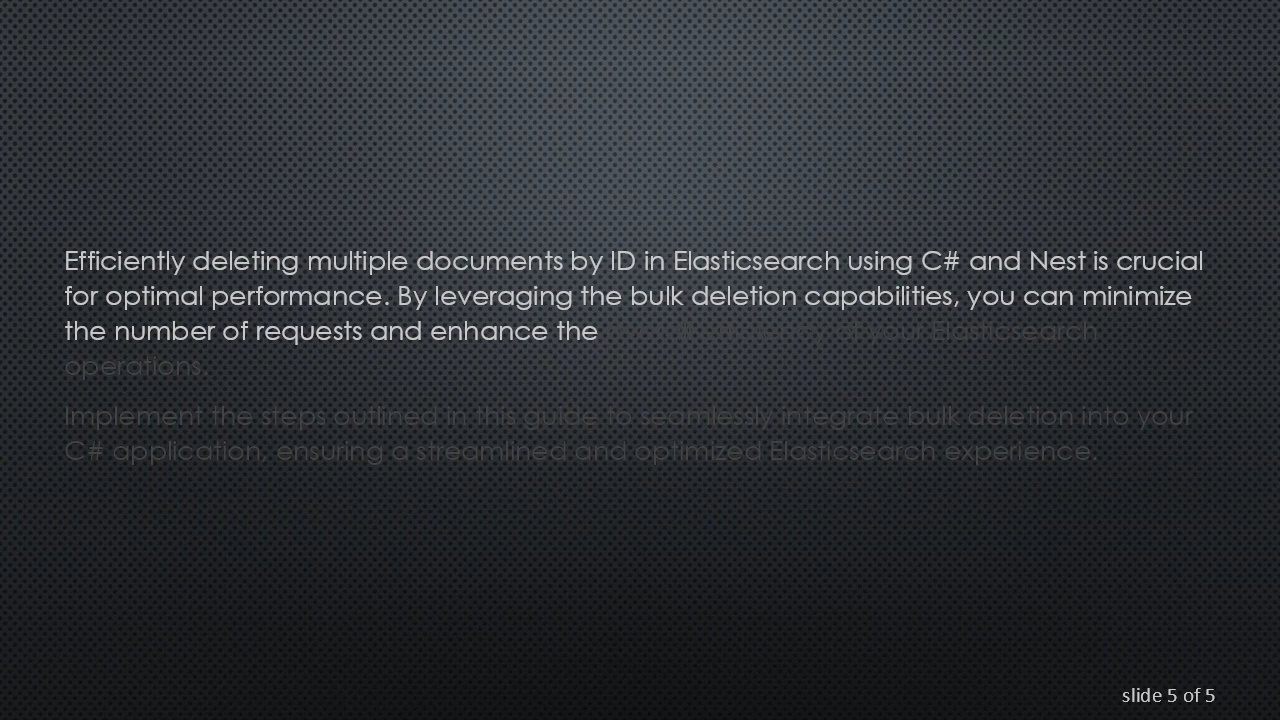 Efficiently deleting multiple documents by ID in Elasticsearch using C# and Nest is crucial
for optimal performance. By leveraging the bulk deletion capabilities, you can minimize
the number of requests and enhance the your Elasticsearch
operations.
Implement the steps outlined in this guide to seamlessly integrate bulk deletion into your
C# application, ensuring a streamlined and optimized Elasticsearch experience.
slide 5 of 5